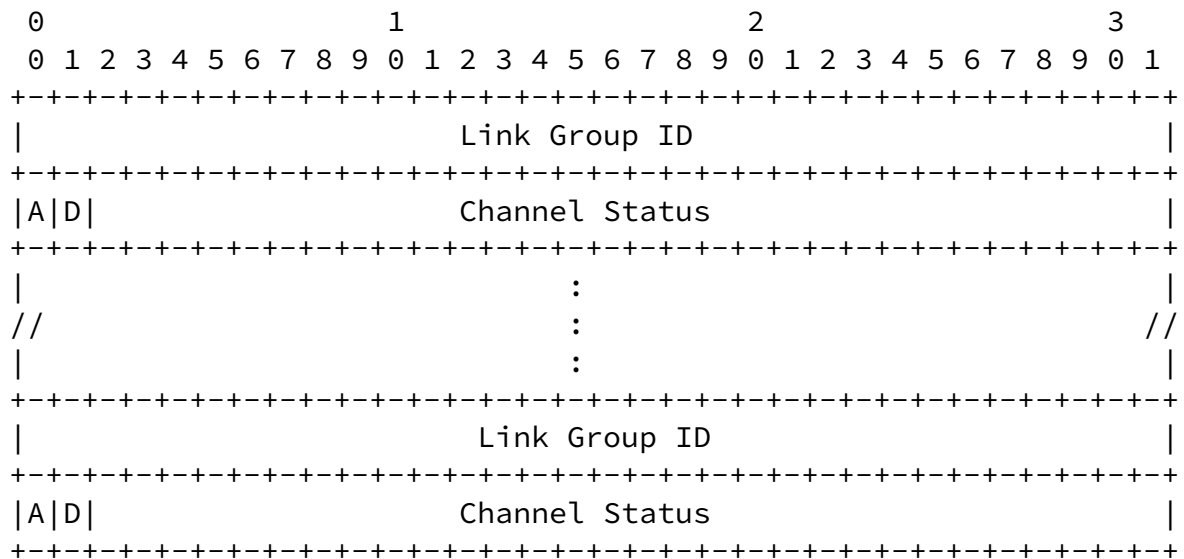 0                   1                   2                   3
 0 1 2 3 4 5 6 7 8 9 0 1 2 3 4 5 6 7 8 9 0 1 2 3 4 5 6 7 8 9 0 1
+-+-+-+-+-+-+-+-+-+-+-+-+-+-+-+-+-+-+-+-+-+-+-+-+-+-+-+-+-+-+-+-+
|                        Link Group ID                          |
+-+-+-+-+-+-+-+-+-+-+-+-+-+-+-+-+-+-+-+-+-+-+-+-+-+-+-+-+-+-+-+-+
|A|D|                    Channel Status                         |
+-+-+-+-+-+-+-+-+-+-+-+-+-+-+-+-+-+-+-+-+-+-+-+-+-+-+-+-+-+-+-+-+
|                              :                                |
//                             :                               //
|                              :                                |
+-+-+-+-+-+-+-+-+-+-+-+-+-+-+-+-+-+-+-+-+-+-+-+-+-+-+-+-+-+-+-+-+
|                         Link Group ID                         |
+-+-+-+-+-+-+-+-+-+-+-+-+-+-+-+-+-+-+-+-+-+-+-+-+-+-+-+-+-+-+-+-+
|A|D|                    Channel Status                         |
+-+-+-+-+-+-+-+-+-+-+-+-+-+-+-+-+-+-+-+-+-+-+-+-+-+-+-+-+-+-+-+-+